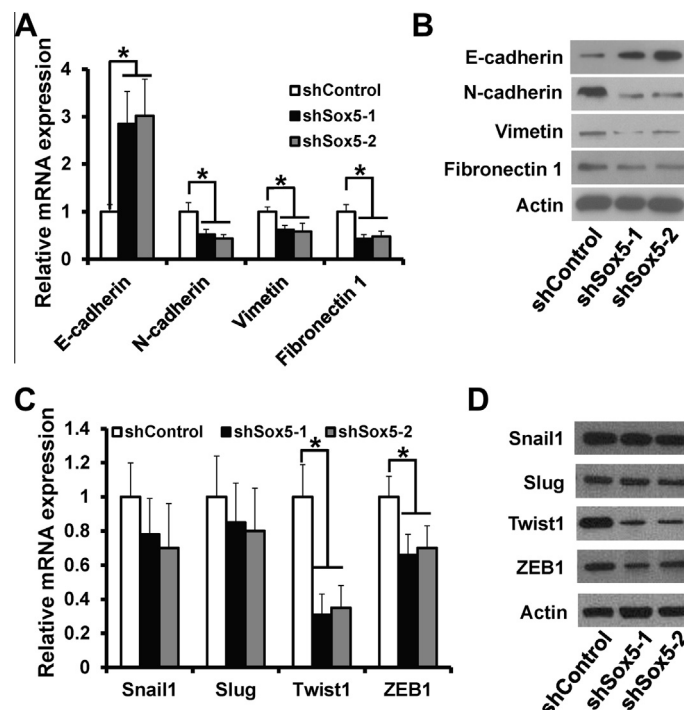 A
Relative mRNA expression
4
3
2
1
0
*
*
*
*
shControl
shSox5-1
shSox5-2
E-cadherin
N-cadherin
Vimetin
Fibronectin 1
B
E-cadherin
N-cadherin
Vimetin
Fibronectin 1
Actin
shControl
shSox5-1
shSox5-2
C
Relative mRNA expression
1.4
1.2
1
0.8
0.6
0.4
0.2
0
shControl shSox5-1 shSox5-2
*
*
Snail1
Slug
Twist1
ZEB1
D
Snail1
Slug
Twist1
ZEB1
Actin
shControl
shSox5-1
shSox5-2